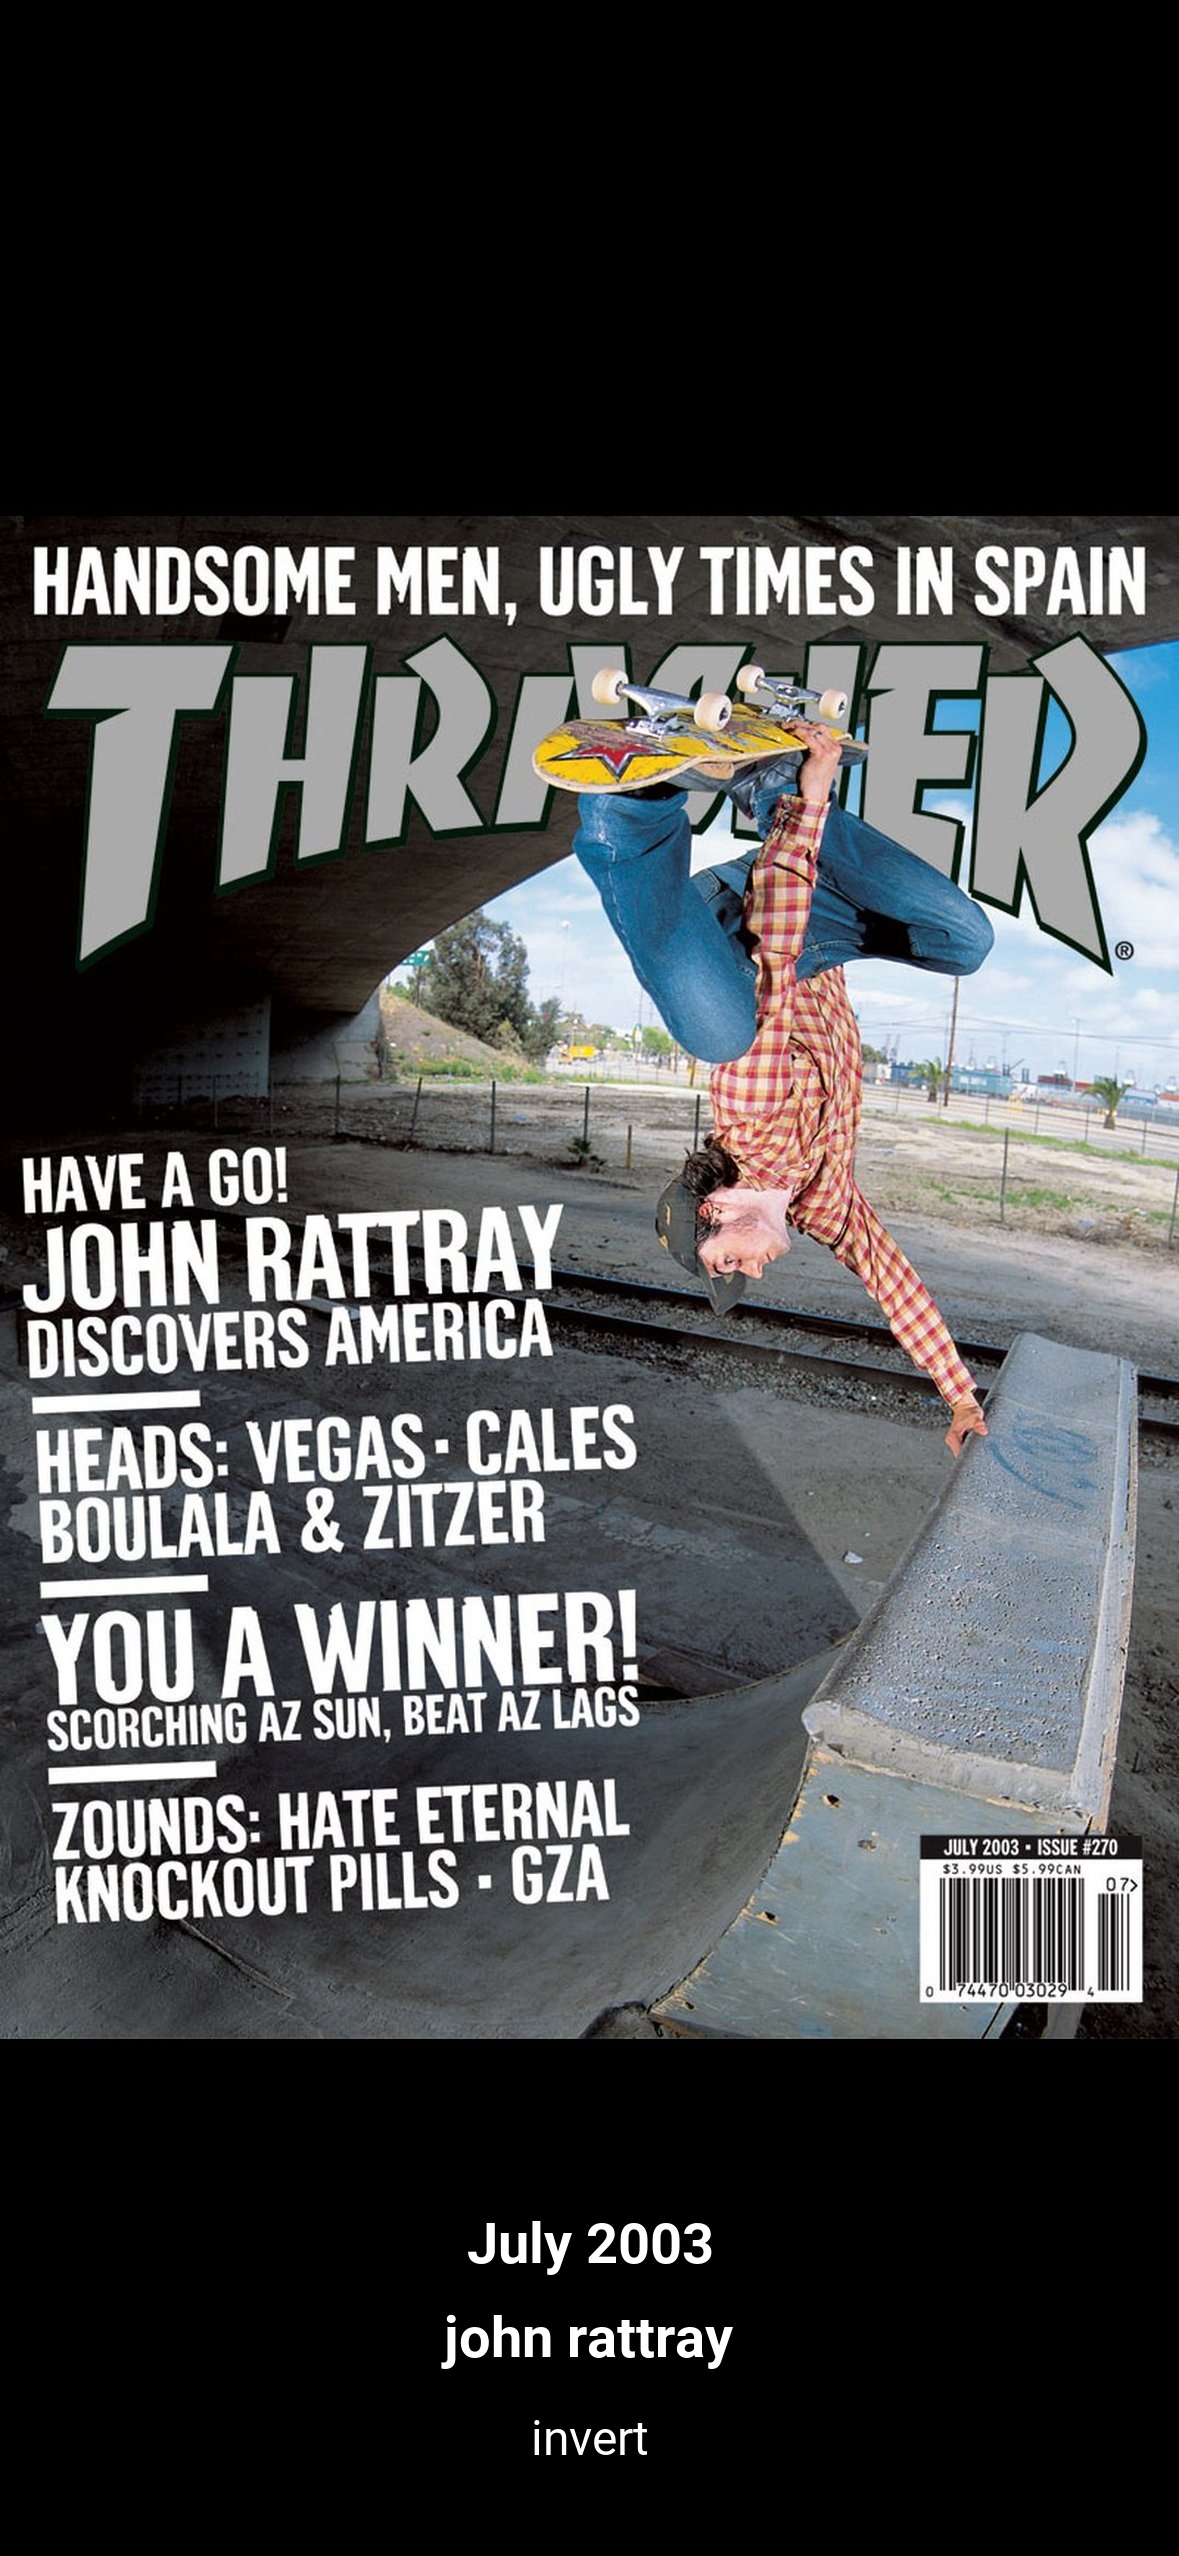 HANDSOME MEN, UGLY TIMES IN SPAIN
THRASHER®
HAVE A GO!
JOHN RATTRAY
DISCOVERS AMERICA
HEADS: VEGAS · CALES
BOULALA & ZITZER
YOU A WINNER!
SCORCHING AZ SUN, BEAT AZ LAGS
ZOUNDS: HATE ETERNAL
KNOCKOUT PILLS · GZA
JULY 2003 · ISSUE #270
$3.99US $5.99CAN
07>
0 74470 03029 4
July 2003
john rattray
invert